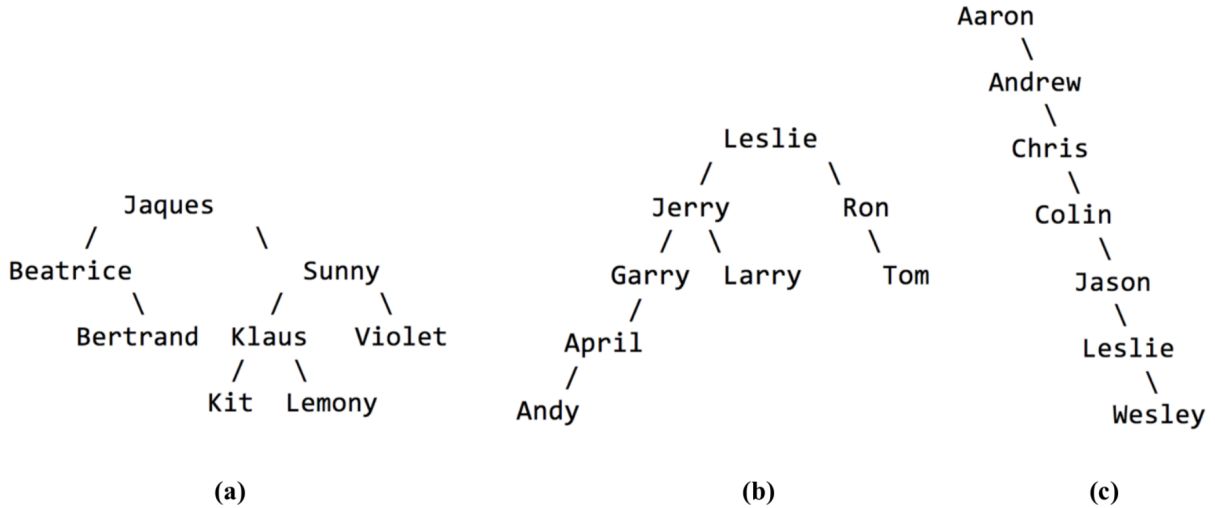 Aaron
\
Andrew
\
Leslie
Chris
/ \
\
Jaques
Jerry Ron
Colin
/ \
/ \ \
\
Beatrice Sunny
Garry Larry Tom
Jason
\ / \
/
\
Bertrand Klaus Violet
April
Leslie
/ \
/
\
Kit Lemony
Andy
Wesley
(a) (b) (c)